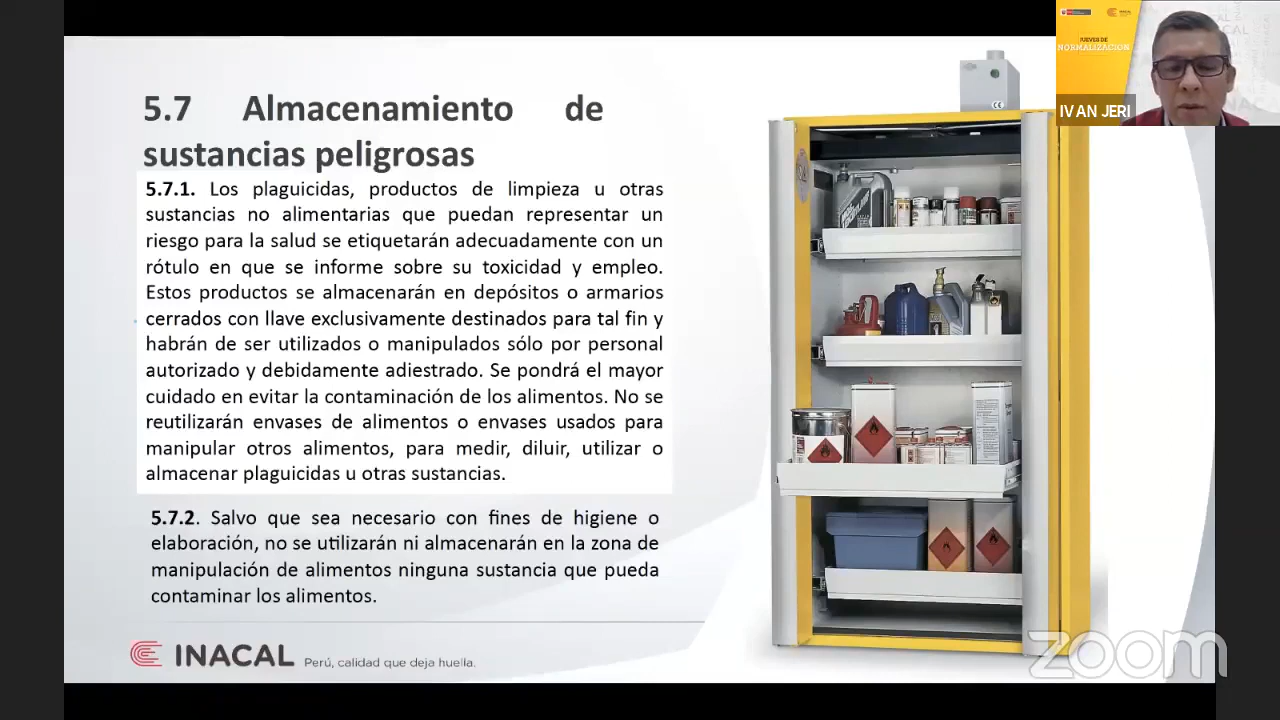 5.7 Almacenamiento de
sustancias peligrosas
5.7.1. Los plaguicidas, productos de limpieza u otras
sustancias no alimentarias que puedan representar un
riesgo para la salud se etiquetarán adecuadamente con un
rótulo en que se informe sobre su toxicidad y empleo.
Estos productos se almacenarán en depósitos o armarios
cerrados con llave exclusivamente destinados para tal fin y
habrán de ser utilizados o manipulados sólo por personal
autorizado y debidamente adiestrado. Se pondrá el mayor
cuidado en evitar la contaminación de los alimentos. No se
reutilizarán envases de alimentos o envases usados para
manipular otros alimentos, para medir, diluir, utilizar o
almacenar plaguicidas u otras sustancias.
5.7.2. Salvo que sea necesario con fines de higiene o
elaboración, no se utilizarán ni almacenarán en la zona de
manipulación de alimentos ninguna sustancia que pueda
contaminar los alimentos.
INACAL Perú, calidad que deja huella.
CE
JUEVES DE
NORMALIZACIÓN
INACAL
IVAN JERI
zoom